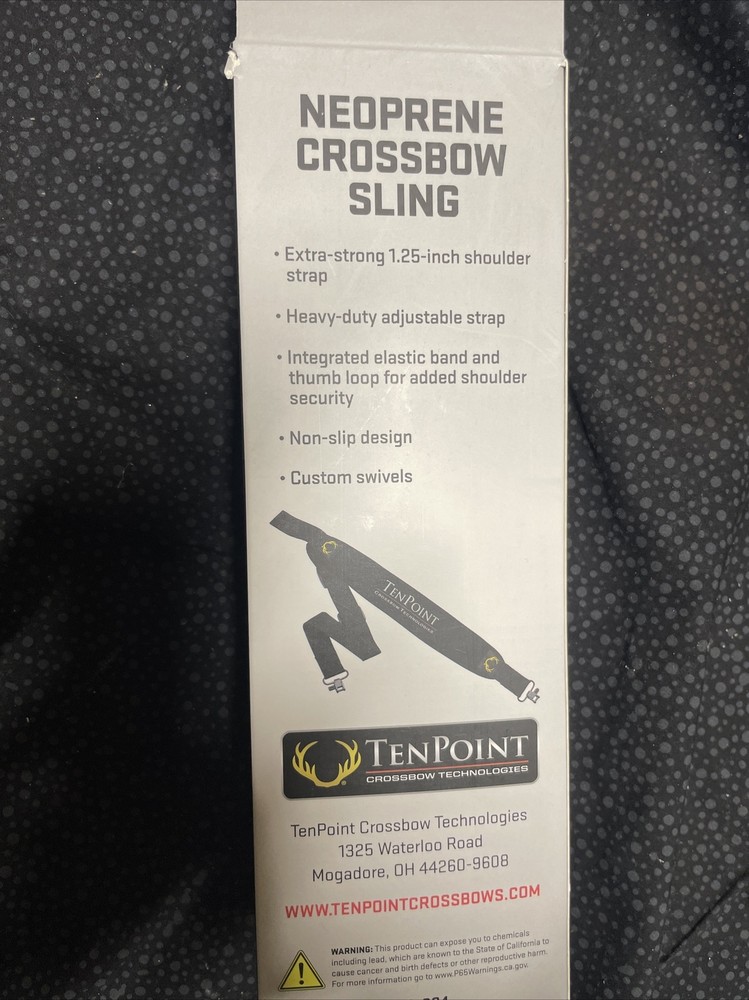 NEOPRENE
CROSSBOW
SLING
• Extra-strong 1.25-inch shoulder
strap
• Heavy-duty adjustable strap
• Integrated elastic band and
thumb loop for added shoulder
security
• Non-slip design
• Custom swivels
TENPOINT
CROSSBOW TECHNOLOGIES
TENPOINT
CROSSBOW TECHNOLOGIES
TenPoint Crossbow Technologies
1325 Waterloo Road
Mogadore, OH 44260-9608
WWW.TENPOINTCROSSBOWS.COM
WARNING: This product can expose you to chemicals
including lead, which are known to the State of California to
cause cancer and birth defects or other reproductive harm.
For more information go to www.P65Warnings.ca.gov.